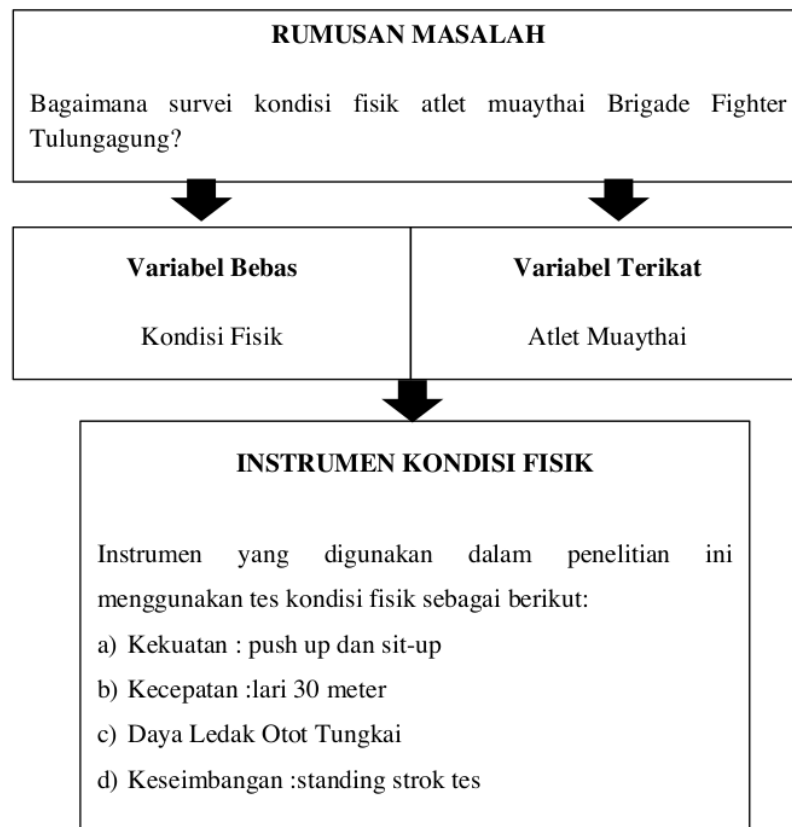 RUMUSAN MASALAH
Bagaimana survei kondisi fisik atlet muaythai Brigade Fighter
Tulungagung?
Variabel Bebas
Kondisi Fisik
Variabel Terikat
Atlet Muaythai
INSTRUMEN KONDISI FISIK
Instrumen yang digunakan dalam penelitian ini
menggunakan tes kondisi fisik sebagai berikut:
a) Kekuatan : push up dan sit-up
b) Kecepatan :lari 30 meter
c) Daya Ledak Otot Tungkai
d) Keseimbangan :standing strok tes